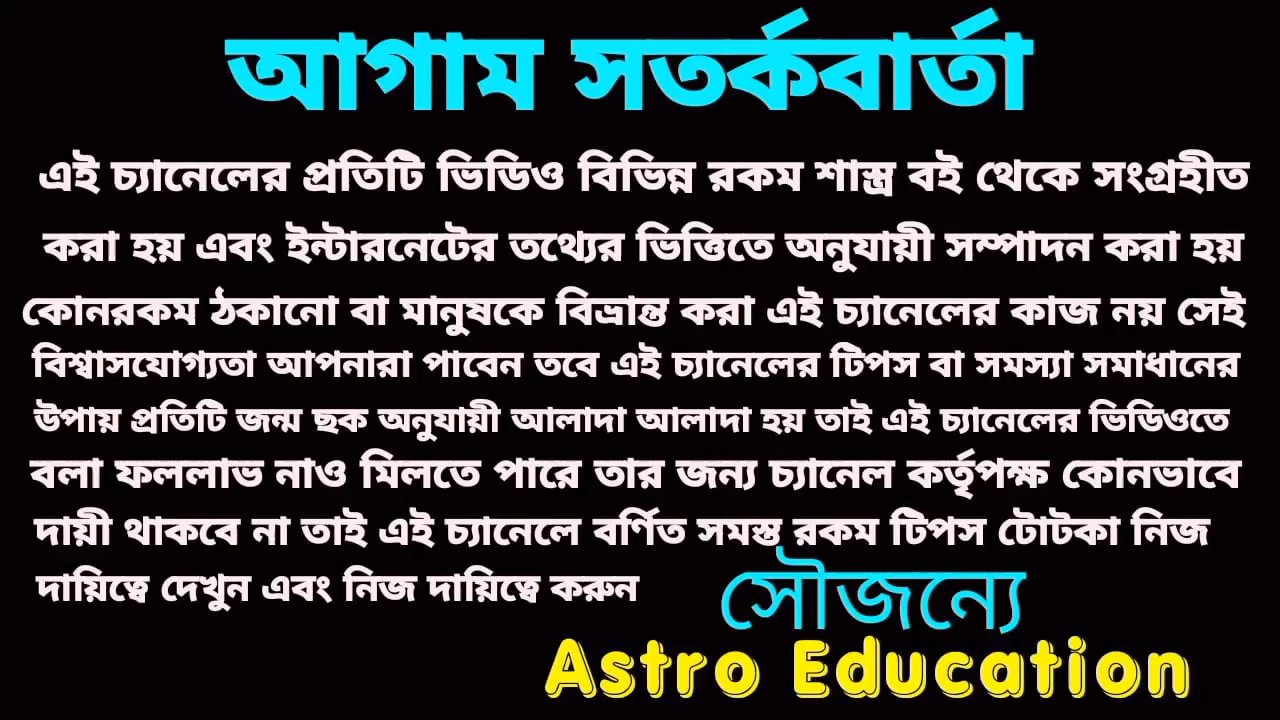 আগাম সতর্কবার্তা
এই চ্যানেলের প্রতিটি ভিডিও বিভিন্ন রকম শাস্ত্র বই থেকে সংগ্রহীত
করা হয় এবং ইন্টারনেটের তথ্যের ভিত্তিতে অনুযায়ী সম্পাদন করা হয়
কোনরকম ঠকানো বা মানুষকে বিভ্রান্ত করা এই চ্যানেলের কাজ নয় সেই
বিশ্বাসযোগ্যতা আপনারা পাবেন তবে এই চ্যানেলের টিপস বা সমস্যা সমাধানের
উপায় প্রতিটি জন্ম ছক অনুযায়ী আলাদা আলাদা হয় তাই এই চ্যানেলের ভিডিওতে
বলা ফললাভ নাও মিলতে পারে তার জন্য চ্যানেল কর্তৃপক্ষ কোনভাবে
দায়ী থাকবে না তাই এই চ্যানেলে বর্ণিত সমস্ত রকম টিপস টোটকা নিজ
দায়িত্বে দেখুন এবং নিজ দায়িত্বে করুন
সৌজন্যে
Astro Education